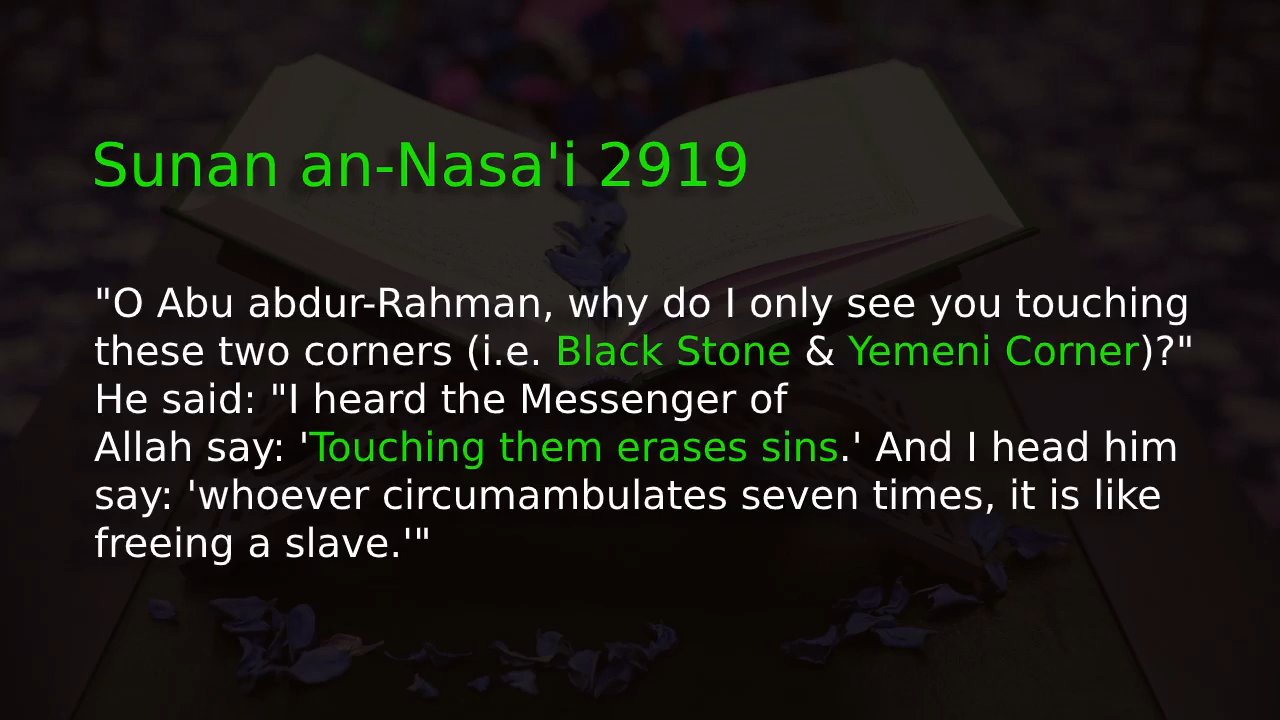 Sunan an-Nasa'i 2919
"O Abu abdur-Rahman, why do I only see you touching
these two corners (i.e. Black Stone & Yemeni Corner)?"
He said: "I heard the Messenger of
Allah say: 'Touching them erases sins.' And I head him
say: 'whoever circumambulates seven times, it is like
freeing a slave.'"